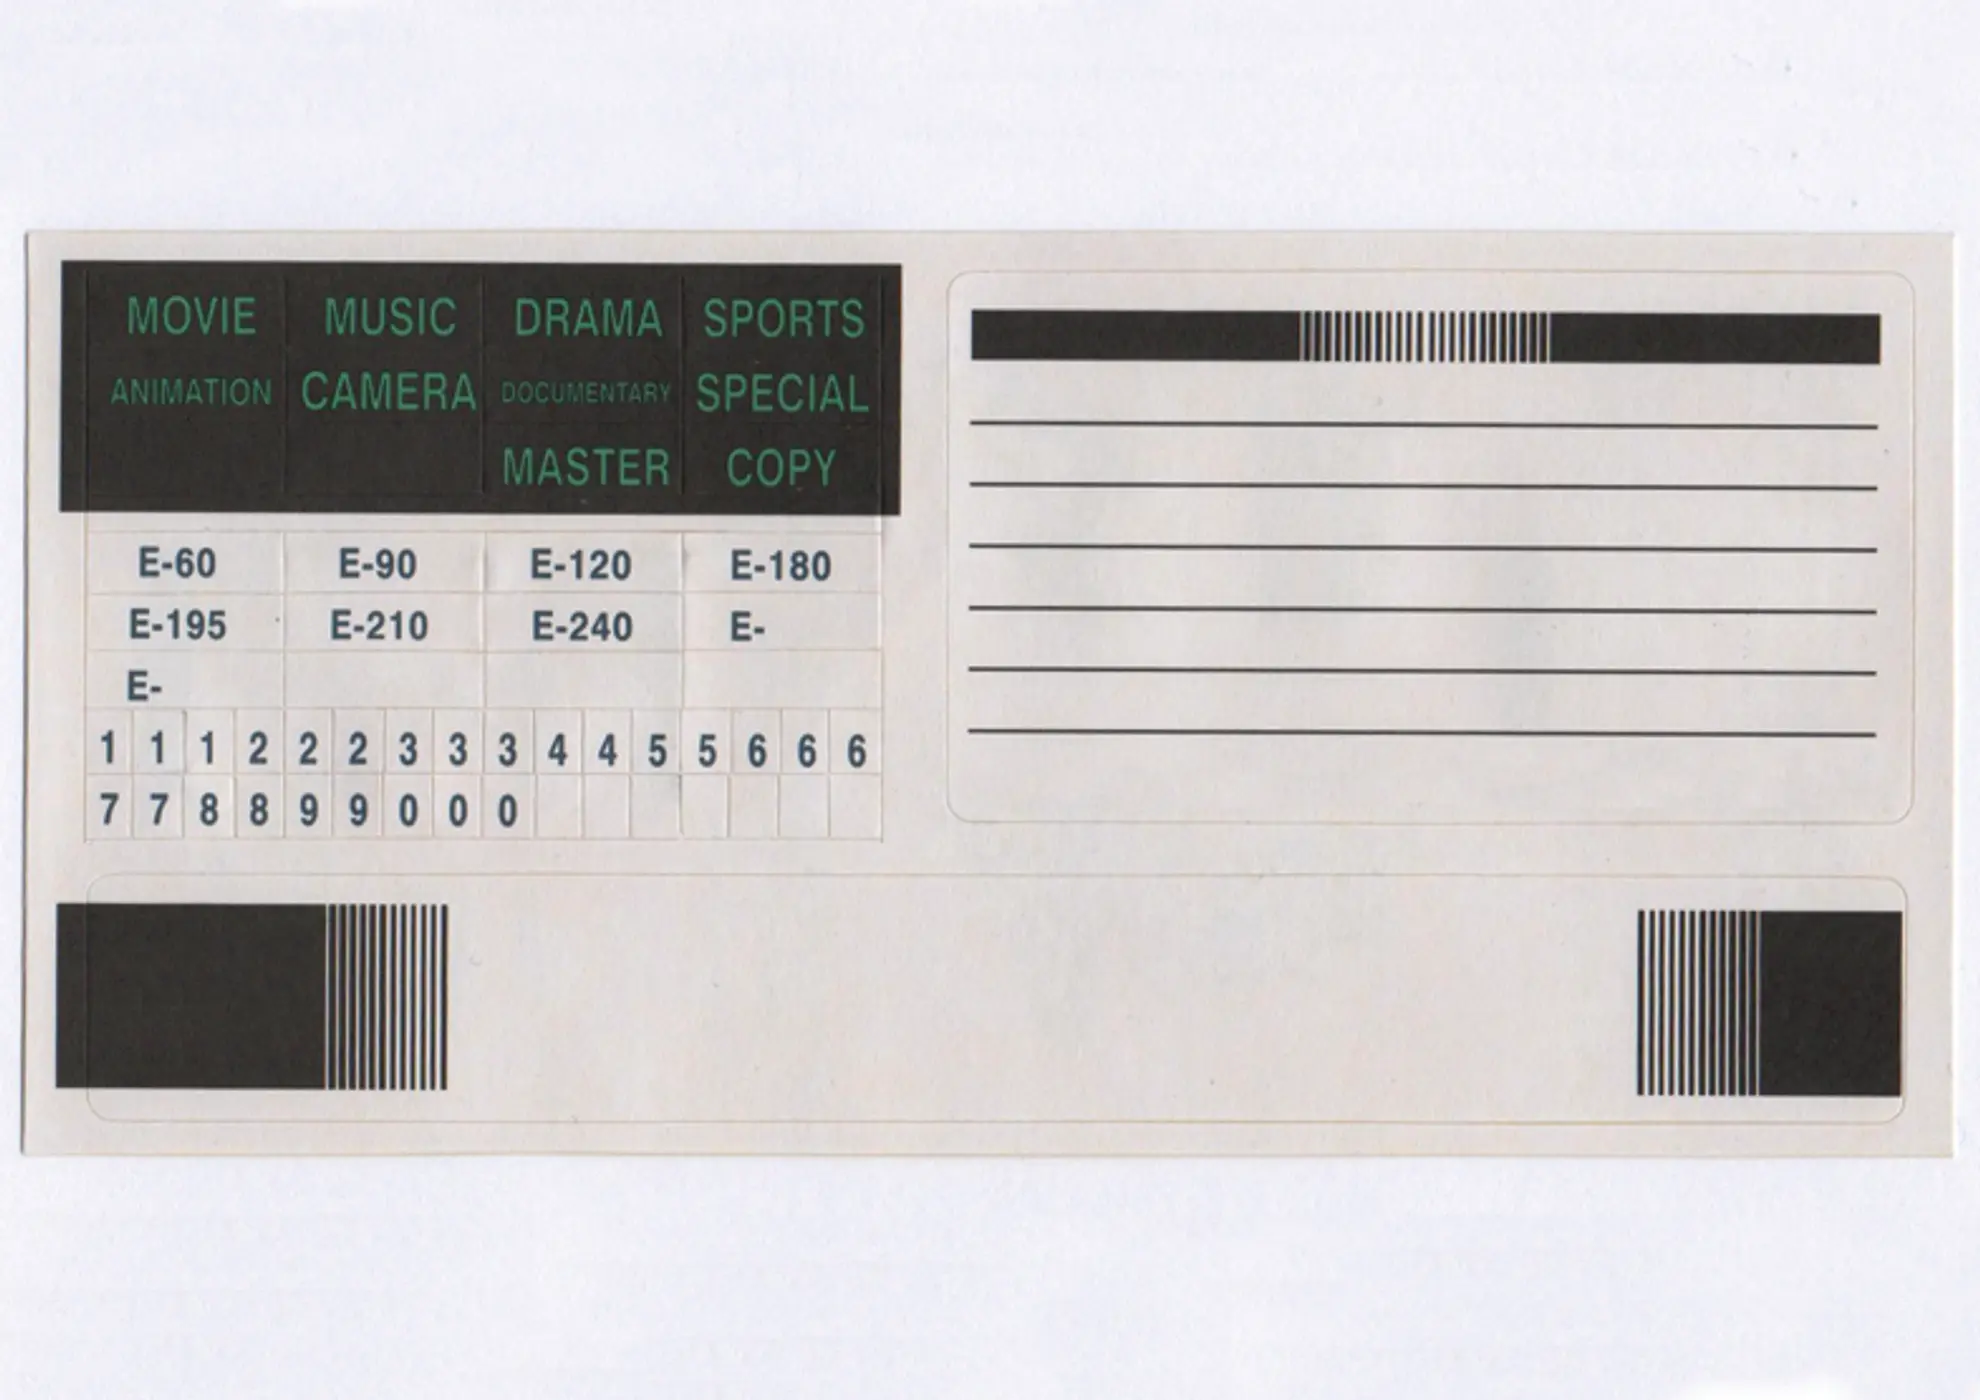 MOVIE MUSIC DRAMA SPORTS
ANIMATION CAMERA DOCUMENTARY SPECIAL
MASTER COPY
E-60 E-90 E-120 E-180
E-195 E-210 E-240 E-
E-
1 1 1 2 2 2 3 3 3 4 4 5 5 6 6 6
7 7 8 8 9 9 0 0 0